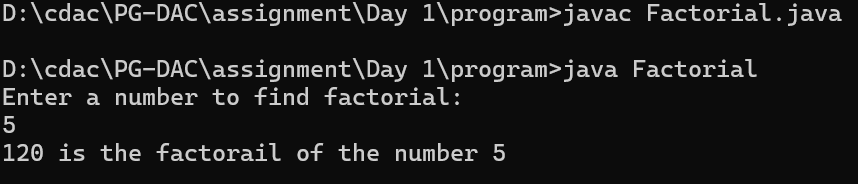 D:\cdac\PG-DAC\assignment\Day 1\program>javac Factorial.java
D:\cdac\PG-DAC\assignment\Day 1\program>java Factorial
Enter a number to find factorial:
5
120 is the factorail of the number 5